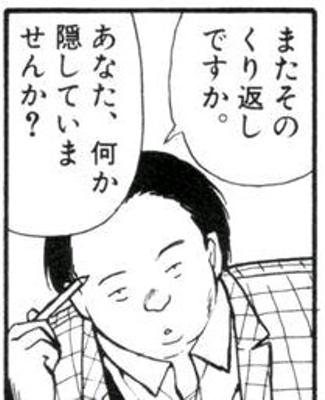 またその
くり返し
ですか。
あなた、何か
隠していま
せんか？